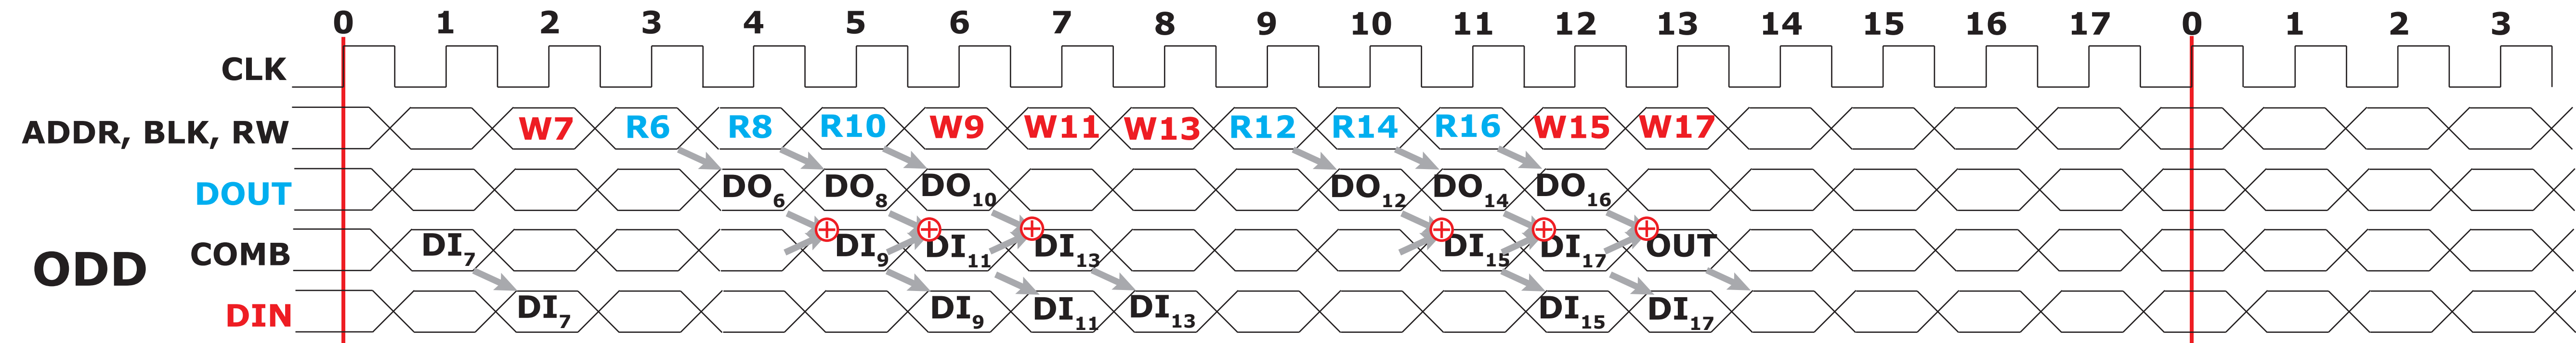 0 1 2 3 4 5 6 7 8 9 10 11 12 13 14 15 16 17 0 1 2 3
CLK
ADDR, BLK, RW W7 R6 R8 R10 W9 W11 W13 R12 R14 R16 W15 W17
DOUT DO6 DO8 DO10 DO12 DO14 DO16
COMB DI7 DI9 DI11 DI13 DI15 DI17 OUT
ODD
DIN DI7 DI9 DI11 DI13 DI15 DI17